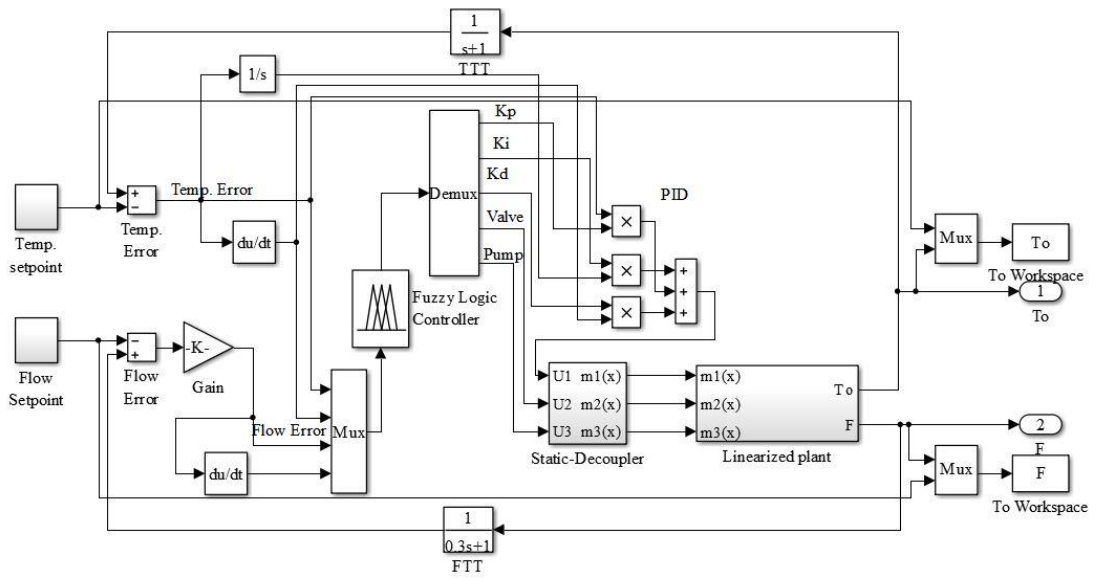 1
s+1
TTT
1/s
Kp
Ki
Kd
Demux
Valve
Pump
PID
Temp. Error
+
−
Temp.
Error
Temp.
setpoint
du/dt
×
×
×
+
+
+
Mux
To
To Workspace
1
To
Fuzzy Logic
Controller
−
+
Flow
Error
Flow
Setpoint
-K-
Gain
Flow Error
Mux
du/dt
U1 m1(x)
U2 m2(x)
U3 m3(x)
Static-Decoupler
m1(x)
m2(x)
m3(x)
To
F
Linearized plant
2
F
Mux
F
To Workspace
1
0.3s+1
FTT